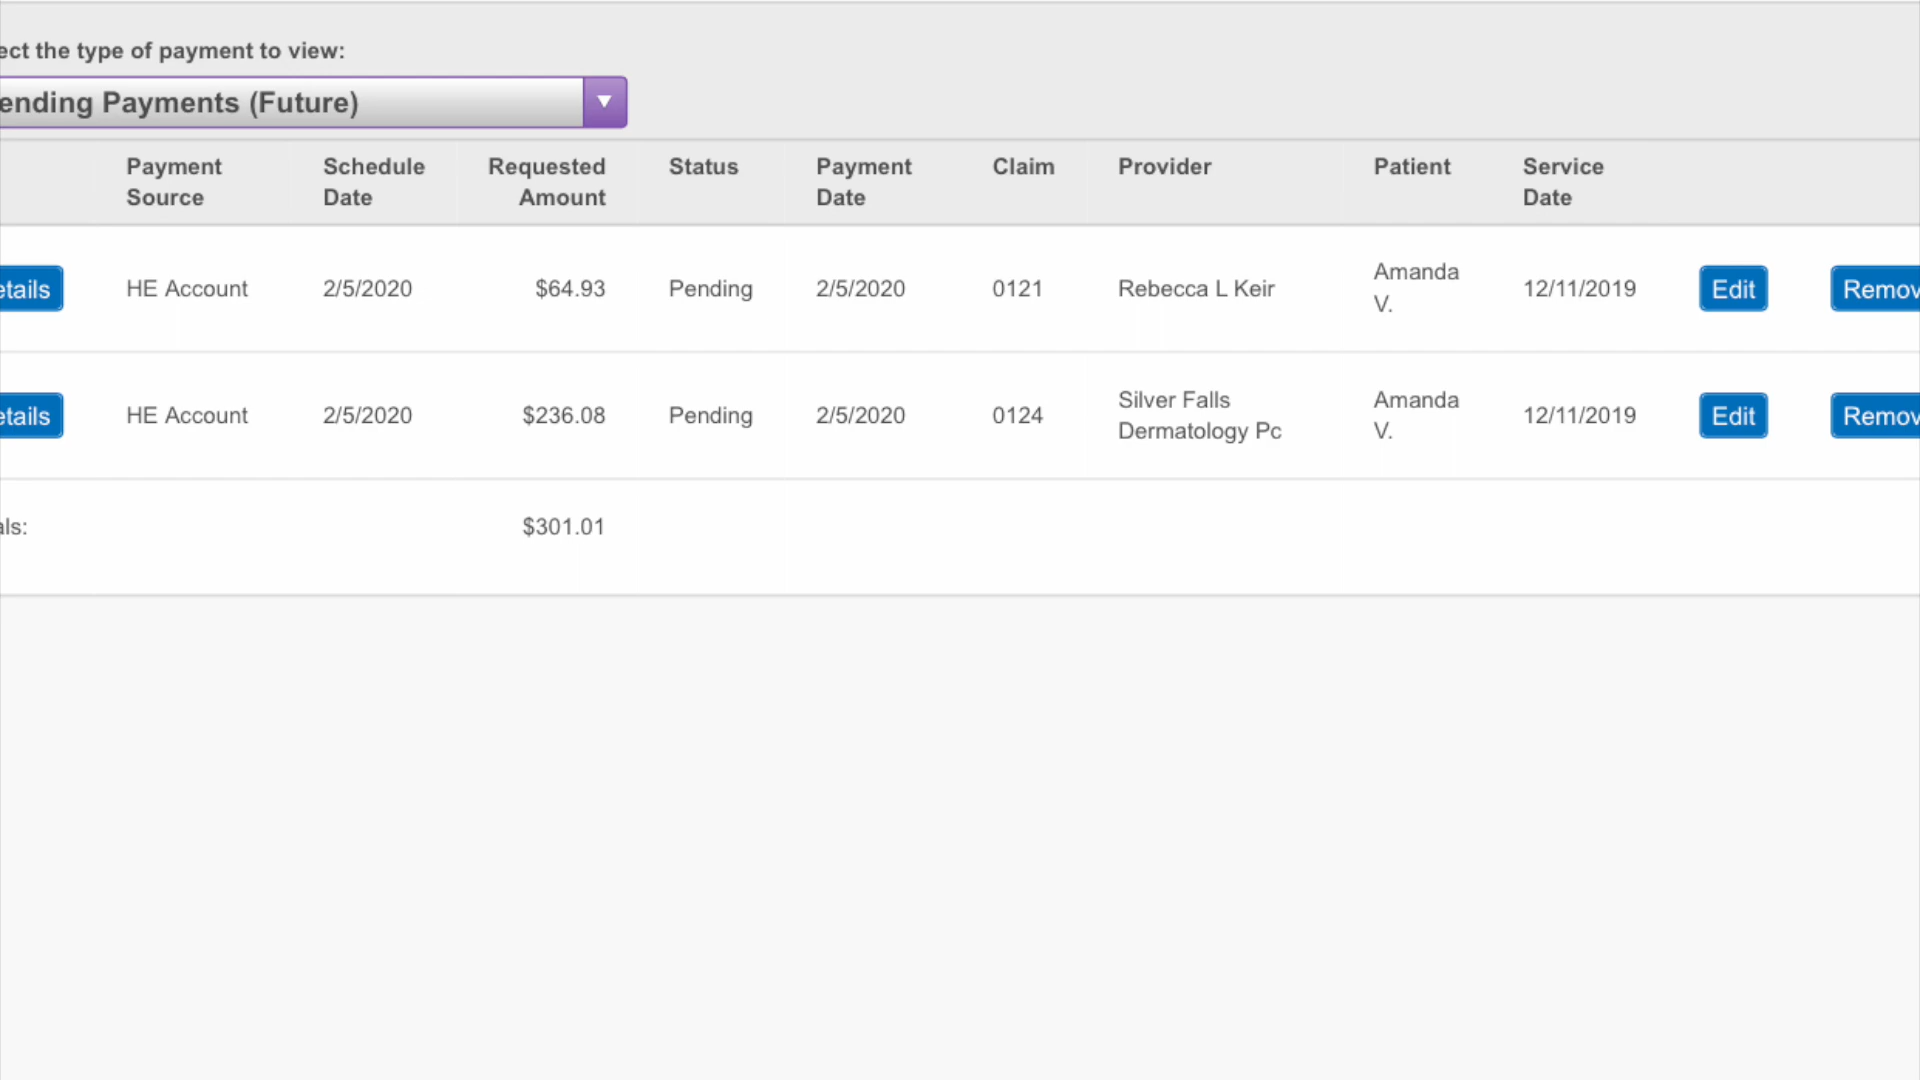 ect the type of payment to view:
ending Payments (Future)
Payment Source Schedule Date Requested Amount Status Payment Date Claim Provider Patient Service Date
etails HE Account 2/5/2020 $64.93 Pending 2/5/2020 0121 Rebecca L Keir Amanda V. 12/11/2019 Edit Remov
etails HE Account 2/5/2020 $236.08 Pending 2/5/2020 0124 Silver Falls Dermatology Pc Amanda V. 12/11/2019 Edit Remov
als: $301.01